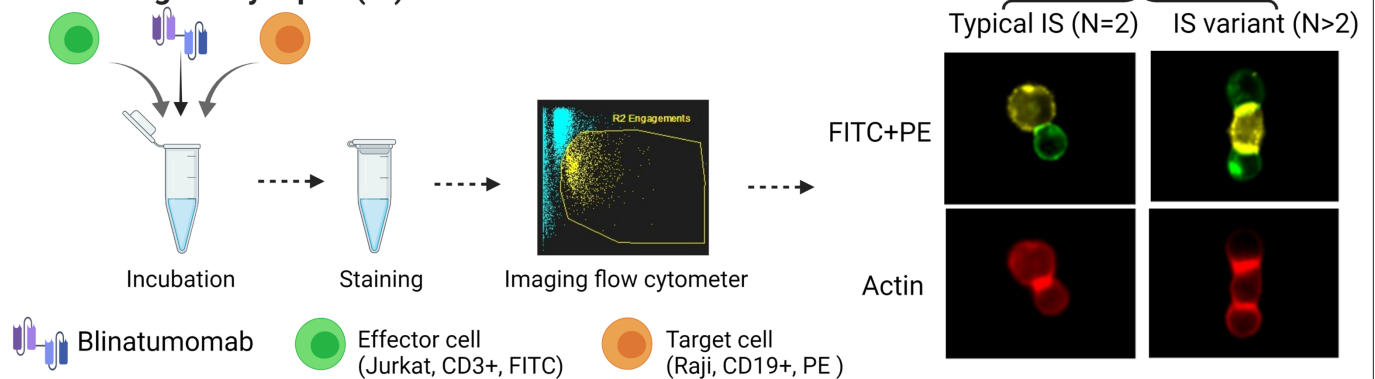 Typical IS (N=2)
IS variant (N>2)
R2 Engagements
FITC+PE
Incubation
Staining
Imaging flow cytometer
Actin
Blinatumomab
Effector cell
(Jurkat, CD3+, FITC)
Target cell
(Raji, CD19+, PE )